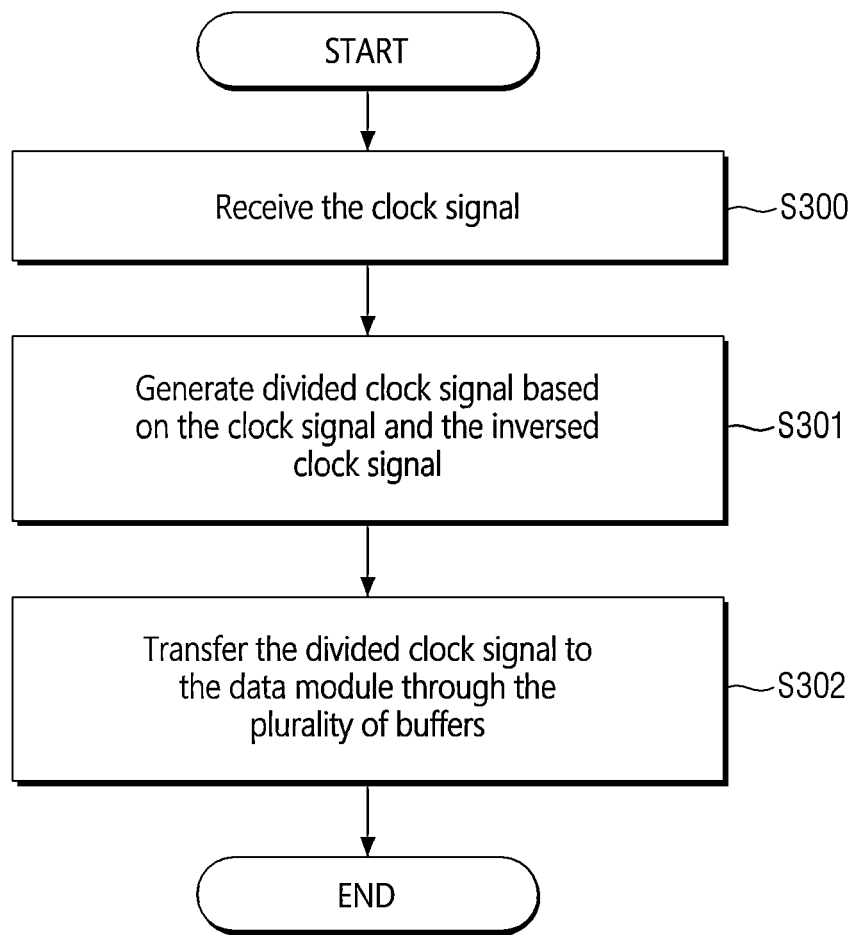 START
Receive the clock signal
S300
Generate divided clock signal based
on the clock signal and the inversed
clock signal
S301
Transfer the divided clock signal to
the data module through the
plurality of buffers
S302
END